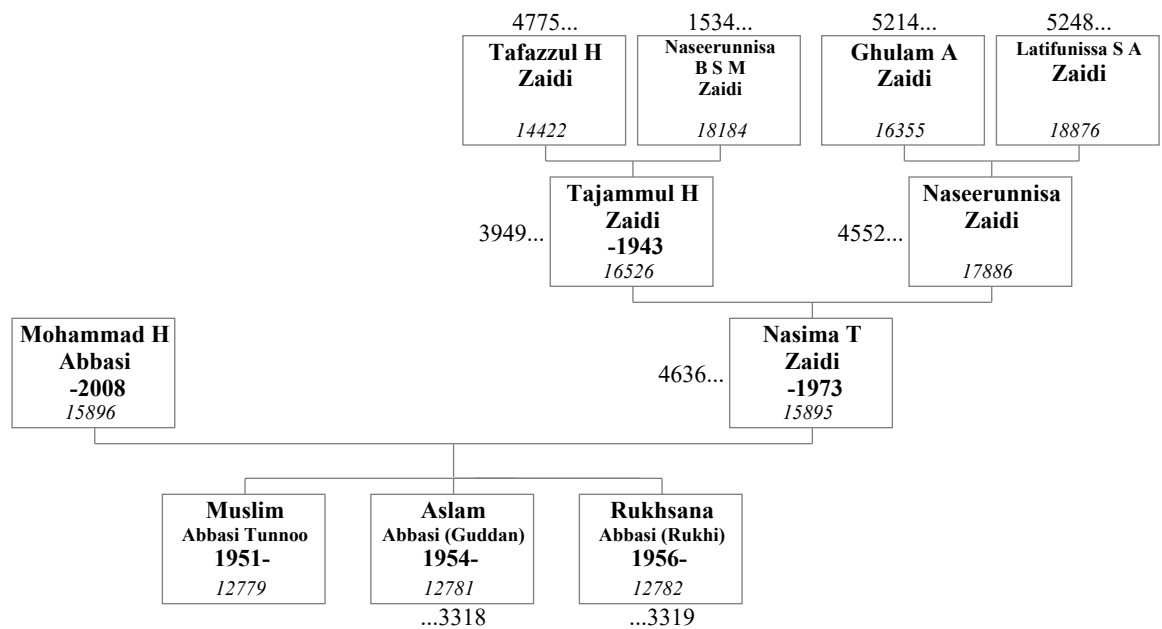 4775...
1534...
5214...
5248...
Tafazzul H
Zaidi
14422
Naseerunnisa
B S M
Zaidi
18184
Ghulam A
Zaidi
16355
Latifunissa S A
Zaidi
18876
3949...
Tajammul H
Zaidi
-1943
16526
4552...
Naseerunnisa
Zaidi
17886
Mohammad H
Abbasi
-2008
15896
4636...
Nasima T
Zaidi
-1973
15895
Muslim
Abbasi Tunnoo
1951-
12779
Aslam
Abbasi (Guddan)
1954-
12781
...3318
Rukhsana
Abbasi (Rukhi)
1956-
12782
...3319